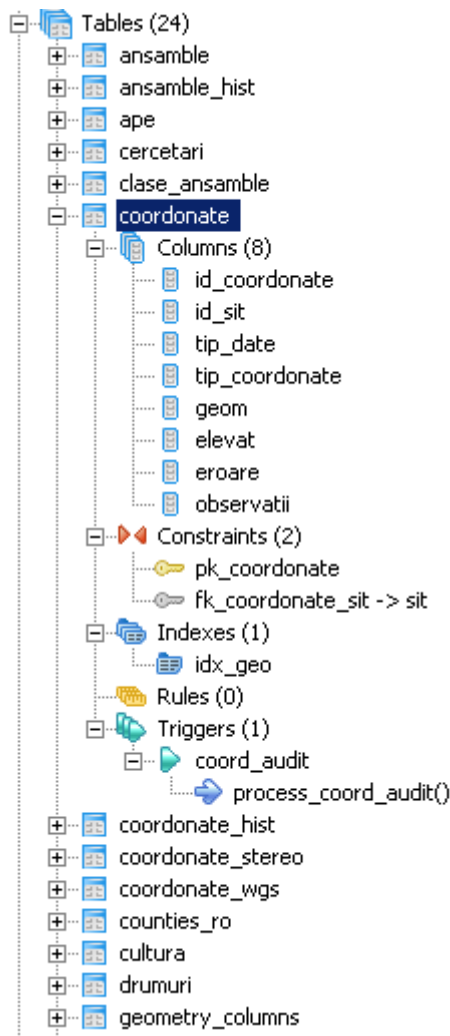 Tables (24)
ansamble
ansamble_hist
ape
cercetari
clase_ansamble
coordonate
Columns (8)
id_coordonate
id_sit
tip_date
tip_coordonate
geom
elevat
eroare
observatii
Constraints (2)
pk_coordonate
fk_coordonate_sit -> sit
Indexes (1)
idx_geo
Rules (0)
Triggers (1)
coord_audit
process_coord_audit()
coordonate_hist
coordonate_stereo
coordonate_wgs
counties_ro
cultura
drumuri
geometry_columns